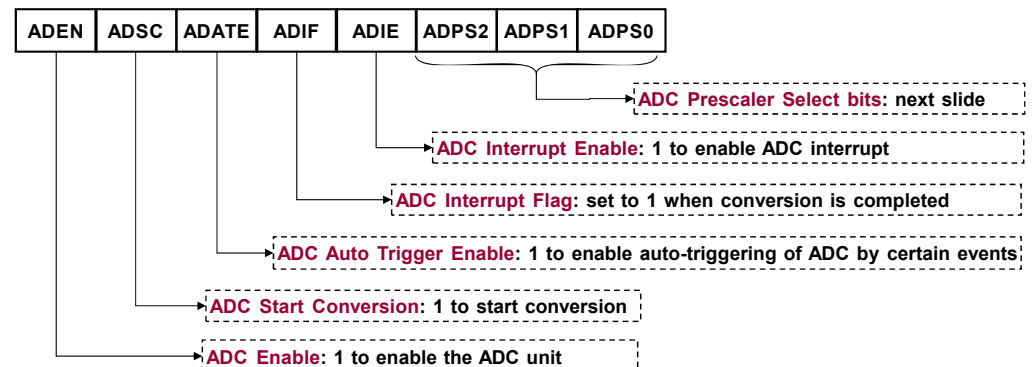 ADEN ADSC ADATE ADIF ADIE ADPS2 ADPS1 ADPS0
ADC Prescaler Select bits: next slide
ADC Interrupt Enable: 1 to enable ADC interrupt
ADC Interrupt Flag: set to 1 when conversion is completed
ADC Auto Trigger Enable: 1 to enable auto-triggering of ADC by certain events
ADC Start Conversion: 1 to start conversion
ADC Enable: 1 to enable the ADC unit